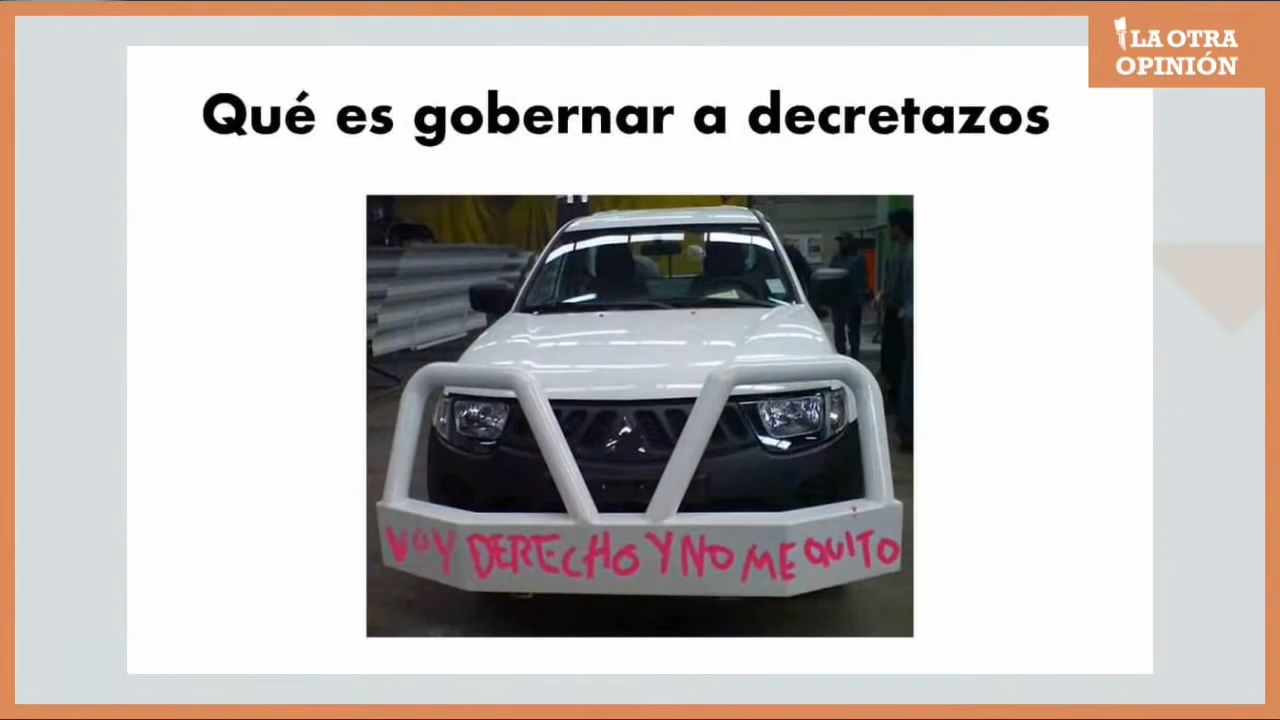 LA OTRA
OPINIÓN
Qué es gobernar a decretazos
VOY DERECHO Y NO ME QUITO